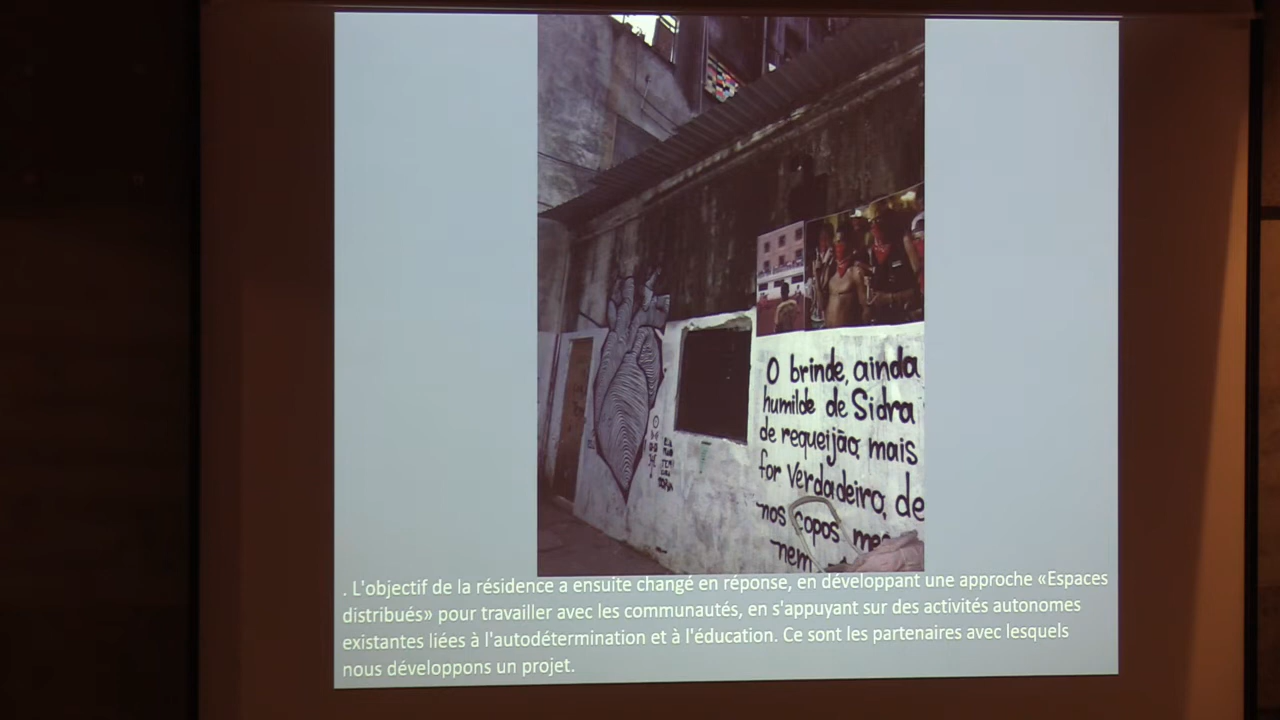 O brinde, ainda
humilde de Sidra
de requeijão, mais
for Verdadeiro, de
nos copos me
nem
. L'objectif de la résidence a ensuite changé en réponse, en développant une approche «Espaces
distribués» pour travailler avec les communautés, en s'appuyant sur des activités autonomes
existantes liées à l'autodétermination et à l'éducation. Ce sont les partenaires avec lesquels
nous développons un projet.